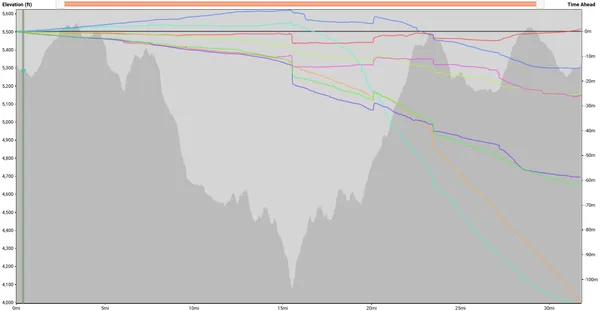 Elevation (ft) Time Ahead
5,600
5,500 0m
5,400 -10m
5,300 -20m
5,200
5,100 -30m
5,000 -40m
4,900
4,800 -50m
4,700 -60m
4,600
4,500 -70m
4,400 -80m
4,300
4,200 -90m
4,100 -100m
4,000
0mi 5mi 10mi 15mi 20mi 25mi 30mi